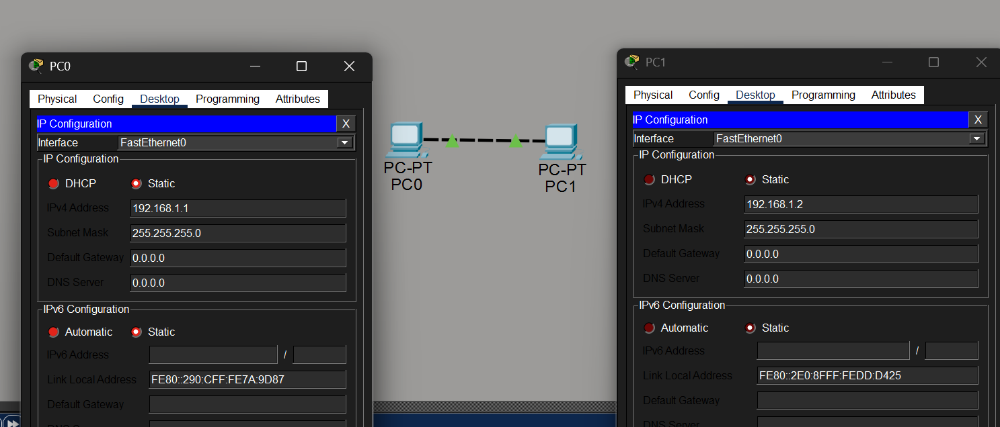 PC0
Physical Config Desktop Programming Attributes
IP Configuration X
Interface FastEthernet0
IP Configuration
DHCP Static
IPv4 Address 192.168.1.1
Subnet Mask 255.255.255.0
Default Gateway 0.0.0.0
DNS Server 0.0.0.0
IPv6 Configuration
Automatic Static
IPv6 Address /
Link Local Address FE80::290:CFF:FE7A:9D87
Default Gateway
DNS Server
PC-PT
PC0
PC-PT
PC1
PC1
Physical Config Desktop Programming Attributes
IP Configuration X
Interface FastEthernet0
IP Configuration
DHCP Static
IPv4 Address 192.168.1.2
Subnet Mask 255.255.255.0
Default Gateway 0.0.0.0
DNS Server 0.0.0.0
IPv6 Configuration
Automatic Static
IPv6 Address /
Link Local Address FE80::2E0:8FFF:FEDD:D425
Default Gateway
DNS Server